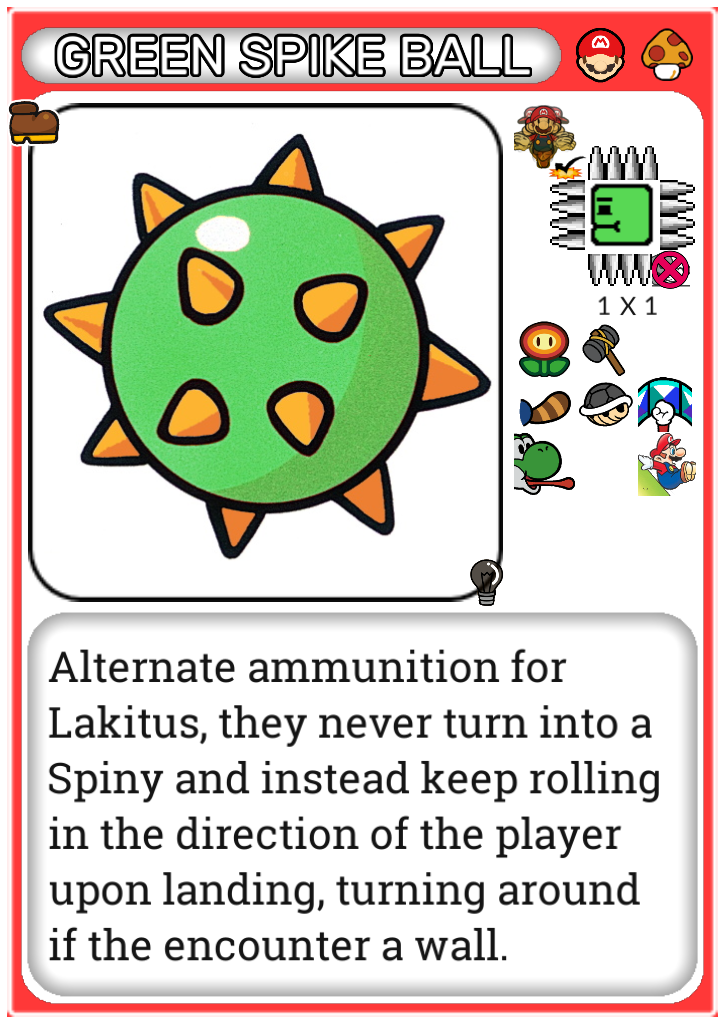 GREEN SPIKE BALL
1 X 1
Alternate ammunition for
Lakitus, they never turn into a
Spiny and instead keep rolling
in the direction of the player
upon landing, turning around
if the encounter a wall.